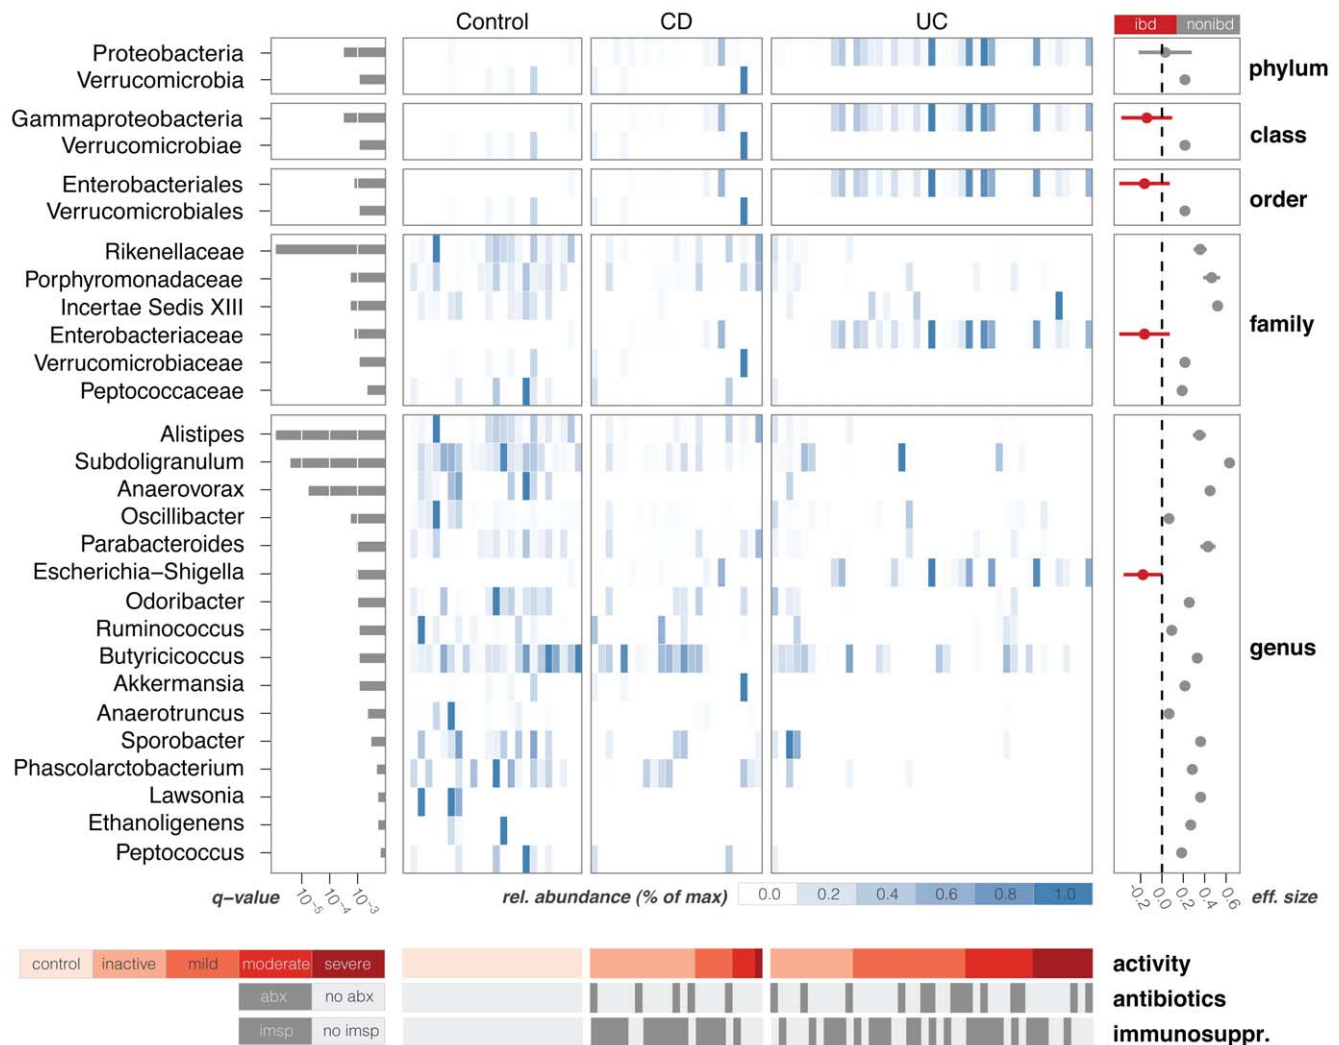 Control CD UC
ibd nonibd
Proteobacteria
Verrucomicrobia
phylum
Gammaproteobacteria
Verrucomicrobiae
class
Enterobacteriales
Verrucomicrobiales
order
Rikenellaceae
Porphyromonadaceae
Incertae Sedis XIII
Enterobacteriaceae
Verrucomicrobiaceae
Peptococcaceae
family
Alistipes
Subdoligranulum
Anaerovorax
Oscillibacter
Parabacteroides
Escherichia–Shigella
Odoribacter
Ruminococcus
Butyricicoccus
Akkermansia
Anaerotruncus
Sporobacter
Phascolarctobacterium
Lawsonia
Ethanoligenens
Peptococcus
genus
q–value 10−5 10−4 10−3
rel. abundance (% of max) 0.0 0.2 0.4 0.6 0.8 1.0
-0.2 0.0 0.2 0.4 0.6 eff. size
control inactive mild moderate severe activity
abx no abx antibiotics
imsp no imsp immunosuppr.